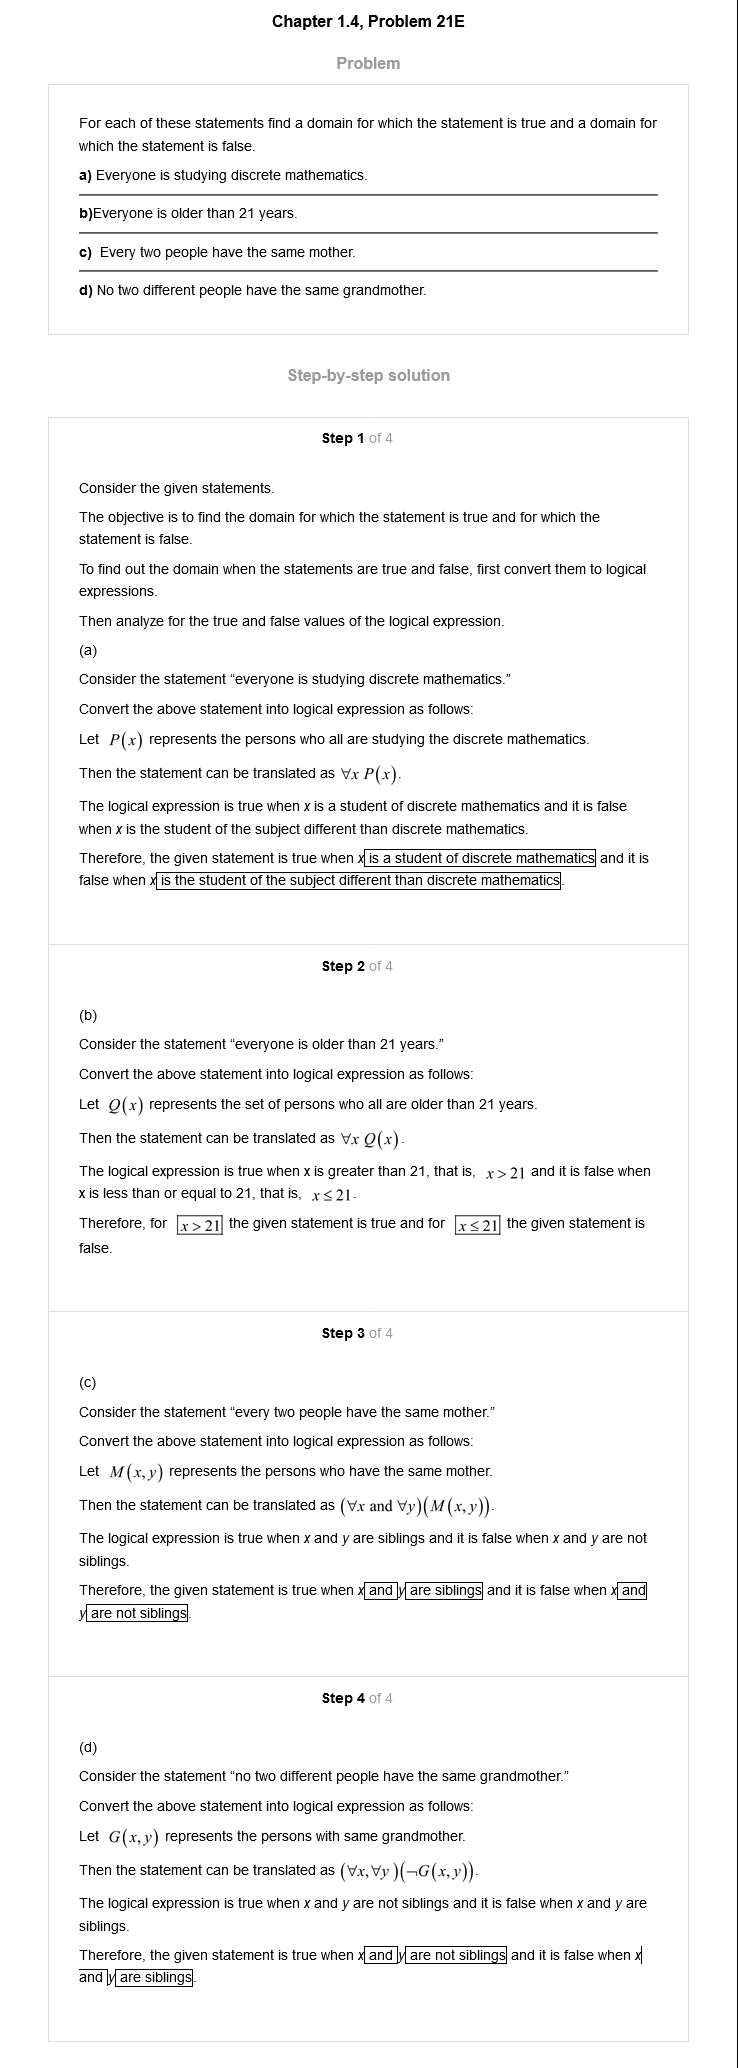 Chapter 1.4, Problem 21E
Problem
For each of these statements find a domain for which the statement is true and a domain for
which the statement is false.
a) Everyone is studying discrete mathematics.
b)Everyone is older than 21 years.
c) Every two people have the same mother.
d) No two different people have the same grandmother.
Step-by-step solution
Step 1 of 4
Consider the given statements.
The objective is to find the domain for which the statement is true and for which the
statement is false.
To find out the domain when the statements are true and false, first convert them to logical
expressions.
Then analyze for the true and false values of the logical expression.
(a)
Consider the statement “everyone is studying discrete mathematics.”
Convert the above statement into logical expression as follows:
Let P(x) represents the persons who all are studying the discrete mathematics.
Then the statement can be translated as ∀x P(x).
The logical expression is true when x is a student of discrete mathematics and it is false
when x is the student of the subject different than discrete mathematics.
Therefore, the given statement is true when x is a student of discrete mathematics and it is
false when x is the student of the subject different than discrete mathematics.
Step 2 of 4
(b)
Consider the statement “everyone is older than 21 years.”
Convert the above statement into logical expression as follows:
Let Q(x) represents the set of persons who all are older than 21 years.
Then the statement can be translated as ∀x Q(x).
The logical expression is true when x is greater than 21, that is, x > 21 and it is false when
x is less than or equal to 21, that is, x ≤ 21.
Therefore, for x > 21 the given statement is true and for x ≤ 21 the given statement is
false.
Step 3 of 4
(c)
Consider the statement “every two people have the same mother.”
Convert the above statement into logical expression as follows:
Let M(x, y) represents the persons who have the same mother.
Then the statement can be translated as (∀x and ∀y)(M(x, y)).
The logical expression is true when x and y are siblings and it is false when x and y are not
siblings.
Therefore, the given statement is true when x and y are siblings and it is false when x and
y are not siblings.
Step 4 of 4
(d)
Consider the statement “no two different people have the same grandmother.”
Convert the above statement into logical expression as follows:
Let G(x, y) represents the persons with same grandmother.
Then the statement can be translated as (∀x, ∀y )(¬G(x, y)).
The logical expression is true when x and y are not siblings and it is false when x and y are
siblings.
Therefore, the given statement is true when x and y are not siblings and it is false when x
and y are siblings.